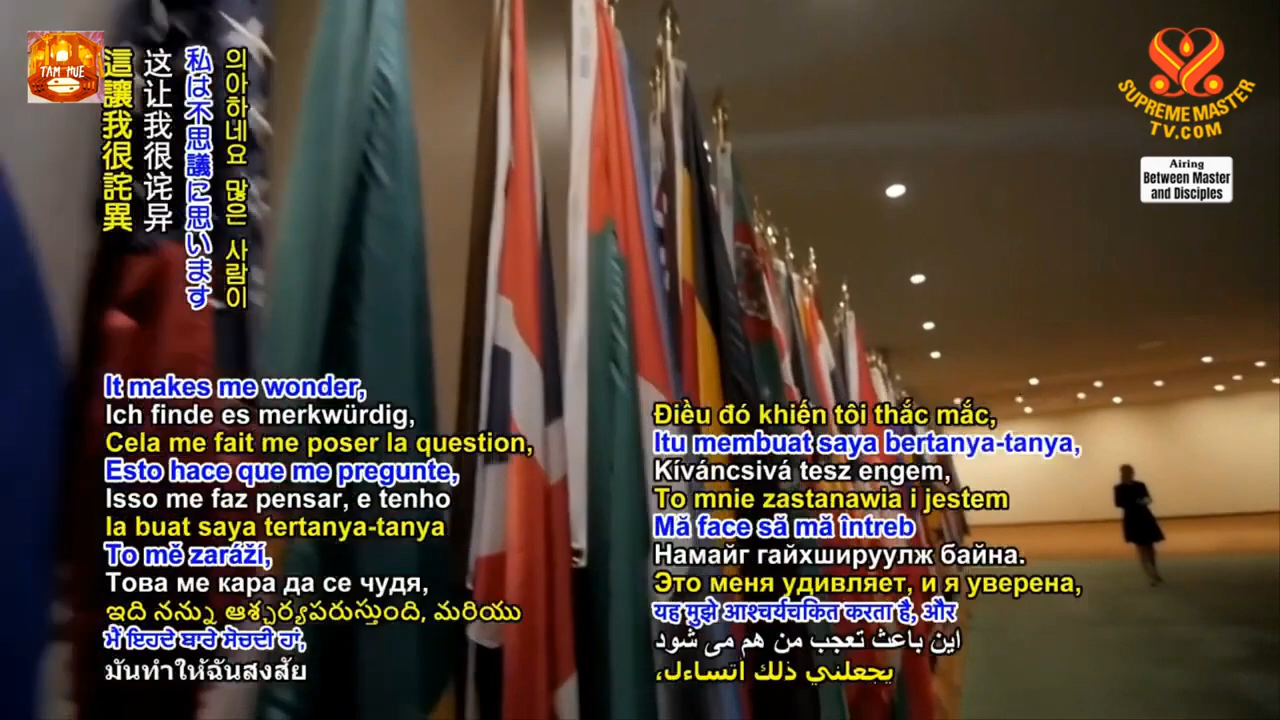 TAM HUE
這讓我很詫異
这让我很诧异
私は不思議に思います
의아하네요 많은 사람이
SUPREME MASTER
TV.COM
Airing
Between Master
and Disciples
It makes me wonder,
Ich finde es merkwürdig,
Cela me fait me poser la question,
Esto hace que me pregunte,
Isso me faz pensar, e tenho
Ia buat saya tertanya-tanya
To mě zaráží,
Това ме кара да се чудя,
ఇది నన్ను ఆశ్చర్యపరుస్తుంది, మరియు
ਮੈਂ ਇਹਦੇ ਬਾਰੇ ਸੋਚਦੀ ਹਾਂ,
มันทำให้ฉันสงสัย
Điều đó khiến tôi thắc mắc,
Itu membuat saya bertanya-tanya,
Kíváncsivá tesz engem,
To mnie zastanawia i jestem
Mă face să mă întreb
Намайг гайхшируулж байна.
Это меня удивляет, и я уверена,
यह मुझे आश्चर्यचकित करता है, और
این باعث تعجب من هم می شود
يجعلني ذلك اتساءل،